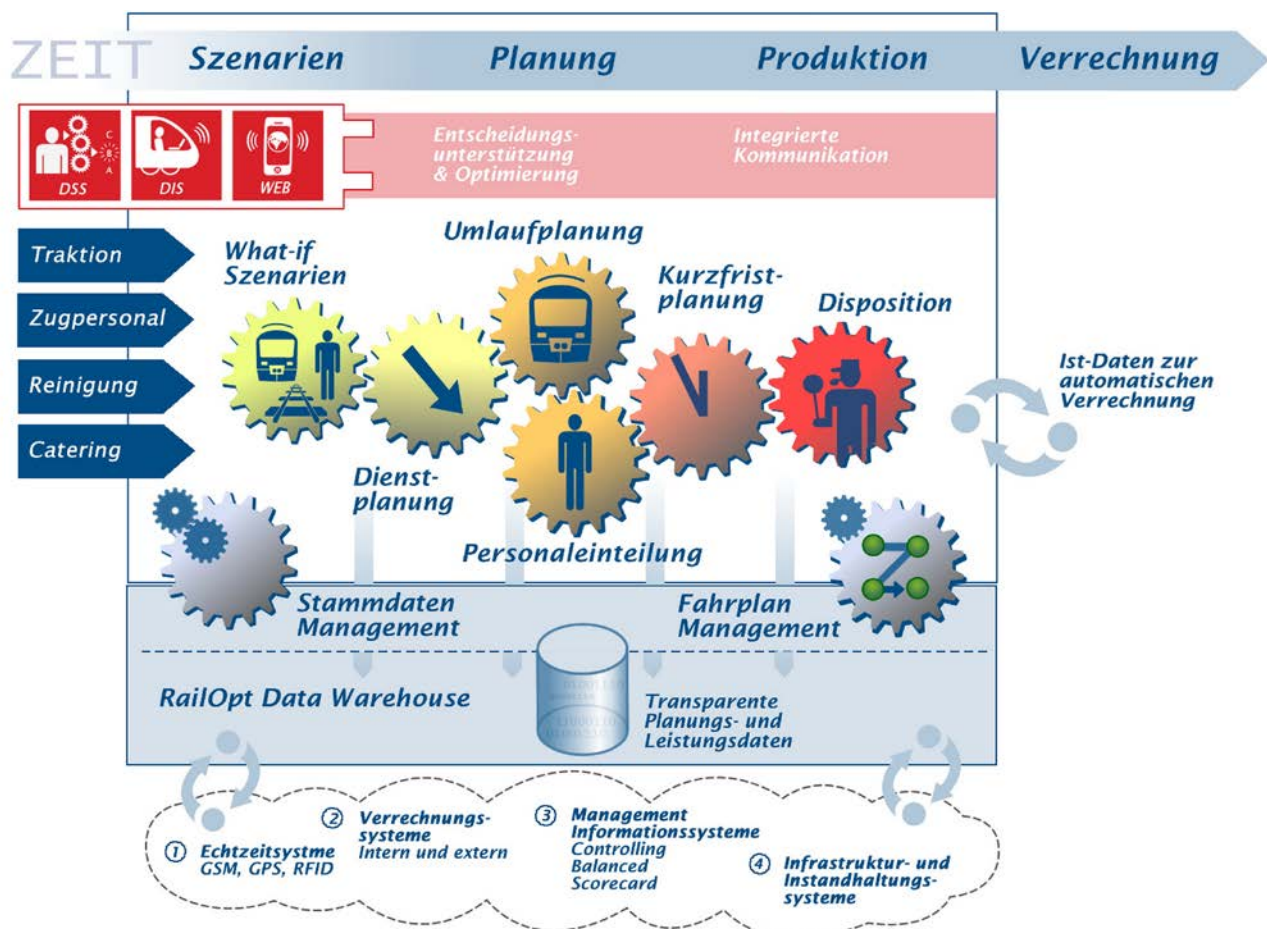 ZEIT
Szenarien
Planung
Produktion
Verrechnung
C
B
A
DSS
DIS
WEB
Entscheidungs-
unterstützung
& Optimierung
Integrierte
Kommunikation
Traktion
Zugpersonal
Reinigung
Catering
What-if
Szenarien
Umlaufplanung
Kurzfrist-
planung
Disposition
Dienst-
planung
Personaleinteilung
Ist-Daten zur
automatischen
Verrechnung
Stammdaten
Management
Fahrplan
Management
RailOpt Data Warehouse
Transparente
Planungs- und
Leistungsdaten
1 Echtzeitsystme
GSM, GPS, RFID
2 Verrechnungs-
systeme
Intern und extern
3 Management
Informationssysteme
Controlling
Balanced
Scorecard
4 Infrastruktur- und
Instandhaltungs-
systeme